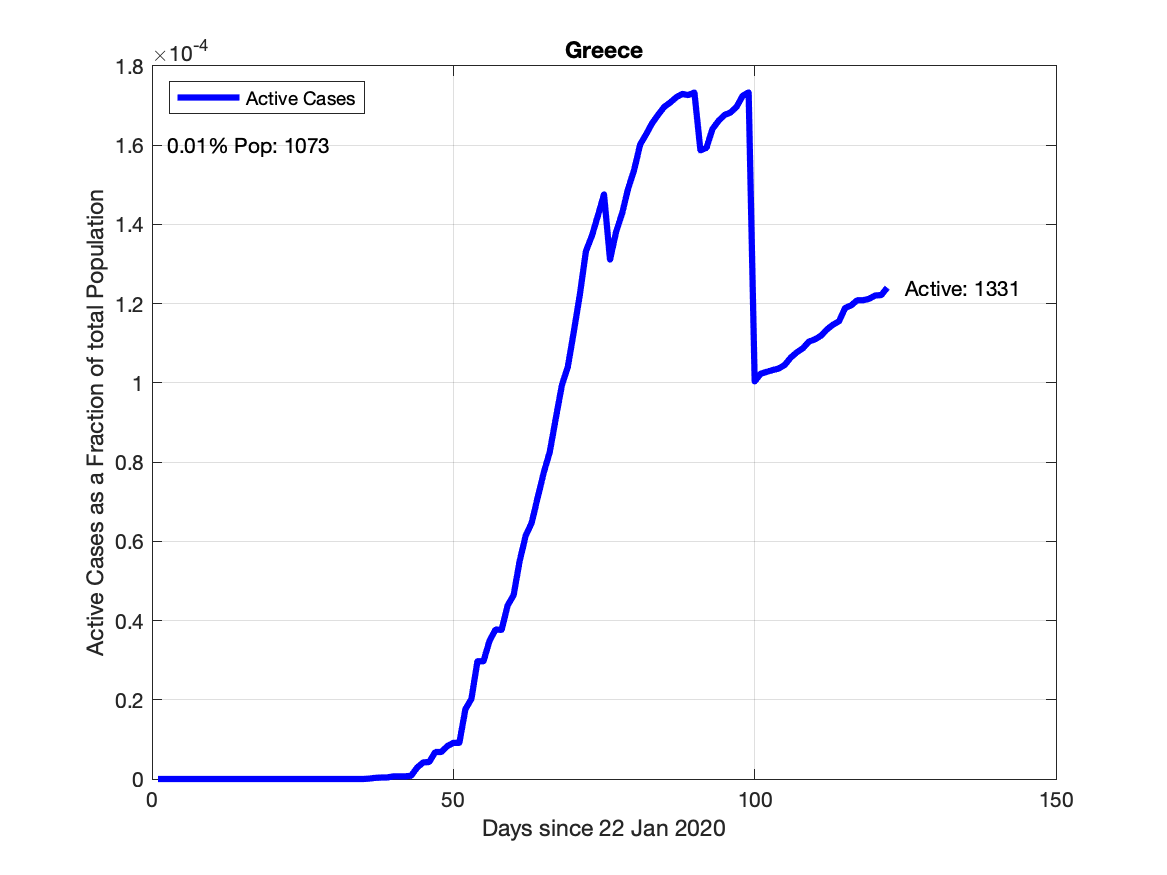 Greece
×10⁻⁴
1.8
1.6
1.4
1.2
1
0.8
0.6
0.4
0.2
0
Active Cases as a Fraction of total Population
Active Cases
0.01% Pop: 1073
Active: 1331
0 50 100 150
Days since 22 Jan 2020